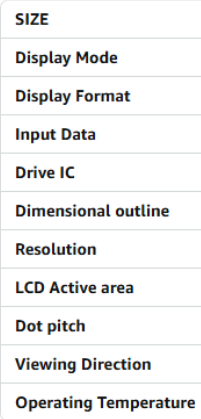 SIZE
Display Mode
Display Format
Input Data
Drive IC
Dimensional outline
Resolution
LCD Active area
Dot pitch
Viewing Direction
Operating Temperature